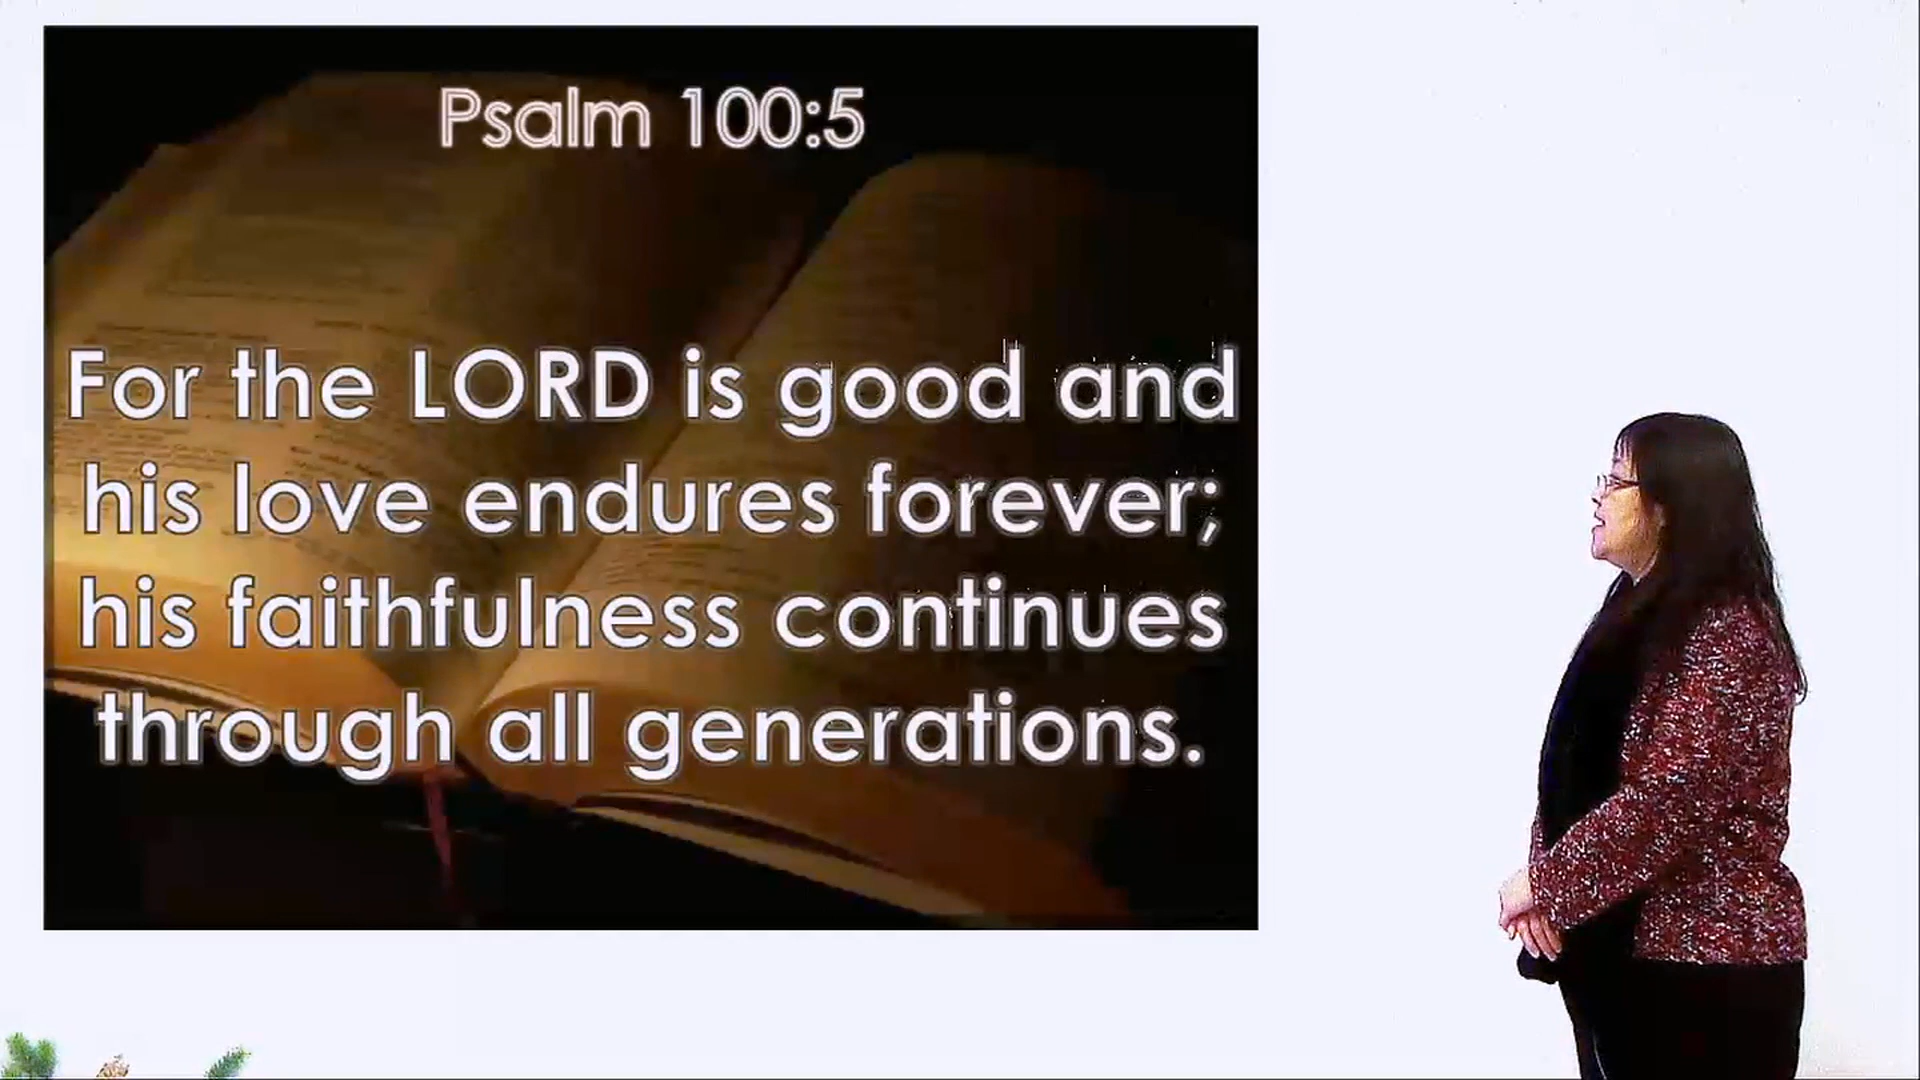 Psalm 100:5
For the LORD is good and
his love endures forever;
his faithfulness continues
through all generations.